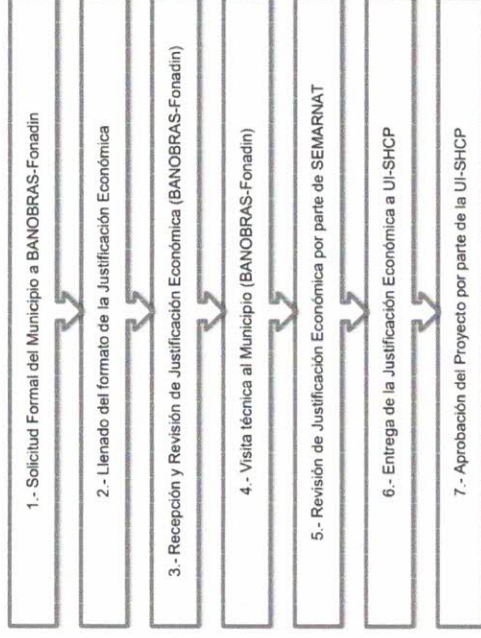 1.- Solicitud Formal del Municipio a BANOBRAS-Fonadin
2.- Llenado del formato de la Justificación Económica
3.- Recepción y Revisión de Justificación Económica (BANOBRAS-Fonadin)
4.- Visita técnica al Municipio (BANOBRAS-Fonadin)
5.- Revisión de Justificación Económica por parte de SEMARNAT
6.- Entrega de la Justificación Económica a UI-SHCP
7.- Aprobación del Proyecto por parte de la UI-SHCP